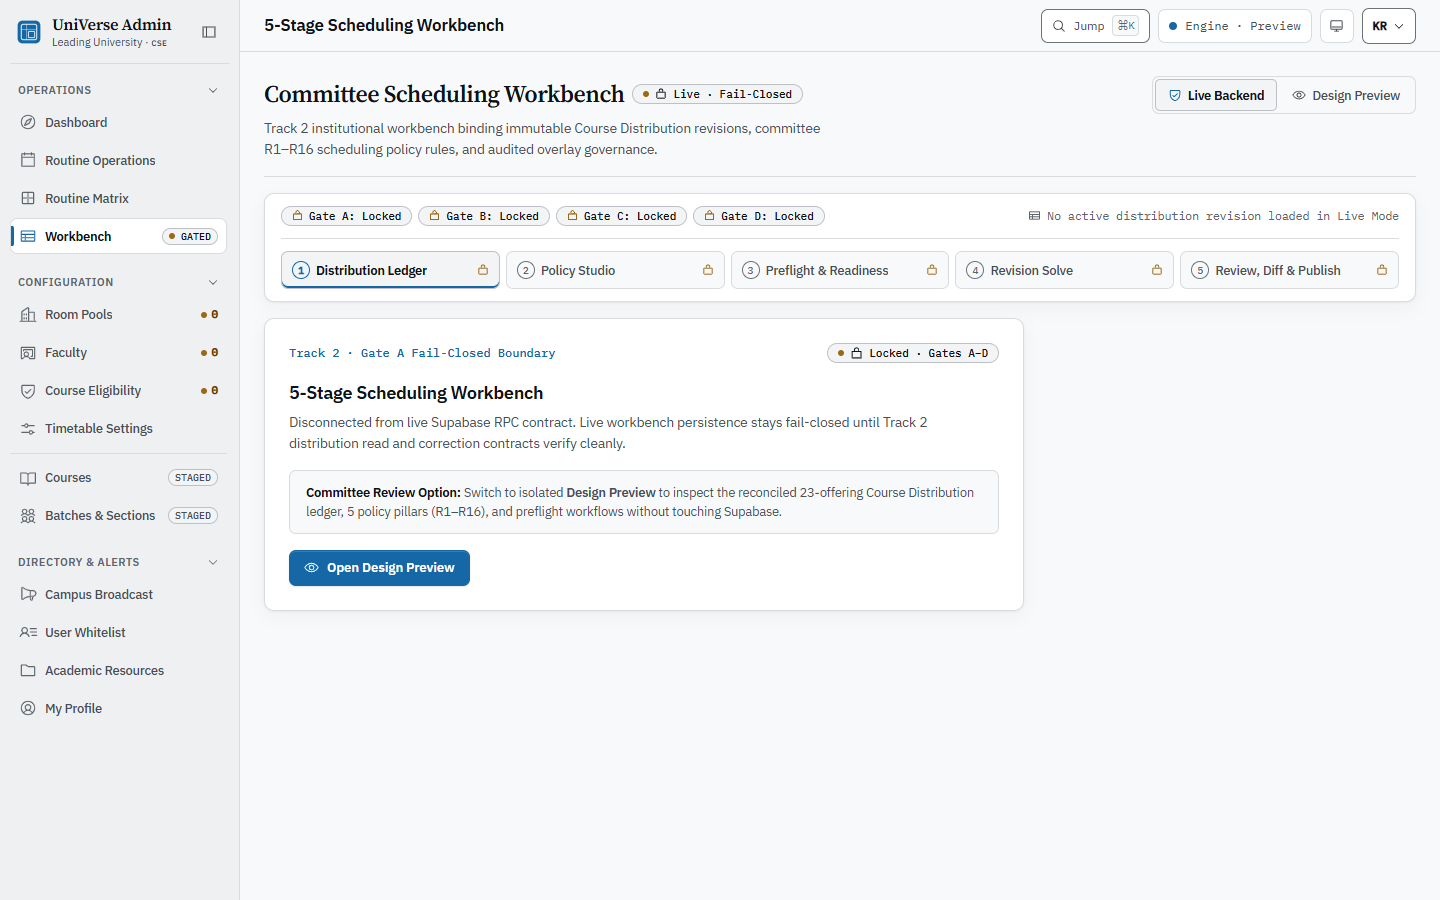 UniVerse Admin
Leading University · CSE
OPERATIONS
Dashboard
Routine Operations
Routine Matrix
Workbench
GATED
CONFIGURATION
Room Pools
0
Faculty
0
Course Eligibility
0
Timetable Settings
Courses
STAGED
Batches & Sections
STAGED
DIRECTORY & ALERTS
Campus Broadcast
User Whitelist
Academic Resources
My Profile
5-Stage Scheduling Workbench
Jump
⌘K
Engine · Preview
KR
Committee Scheduling Workbench
Live · Fail-Closed
Live Backend
Design Preview
Track 2 institutional workbench binding immutable Course Distribution revisions, committee
R1–R16 scheduling policy rules, and audited overlay governance.
Gate A: Locked
Gate B: Locked
Gate C: Locked
Gate D: Locked
No active distribution revision loaded in Live Mode
1 Distribution Ledger
2 Policy Studio
3 Preflight & Readiness
4 Revision Solve
5 Review, Diff & Publish
Track 2 · Gate A Fail-Closed Boundary
Locked · Gates A–D
5-Stage Scheduling Workbench
Disconnected from live Supabase RPC contract. Live workbench persistence stays fail-closed until Track 2
distribution read and correction contracts verify cleanly.
Committee Review Option: Switch to isolated Design Preview to inspect the reconciled 23-offering Course Distribution
ledger, 5 policy pillars (R1–R16), and preflight workflows without touching Supabase.
Open Design Preview